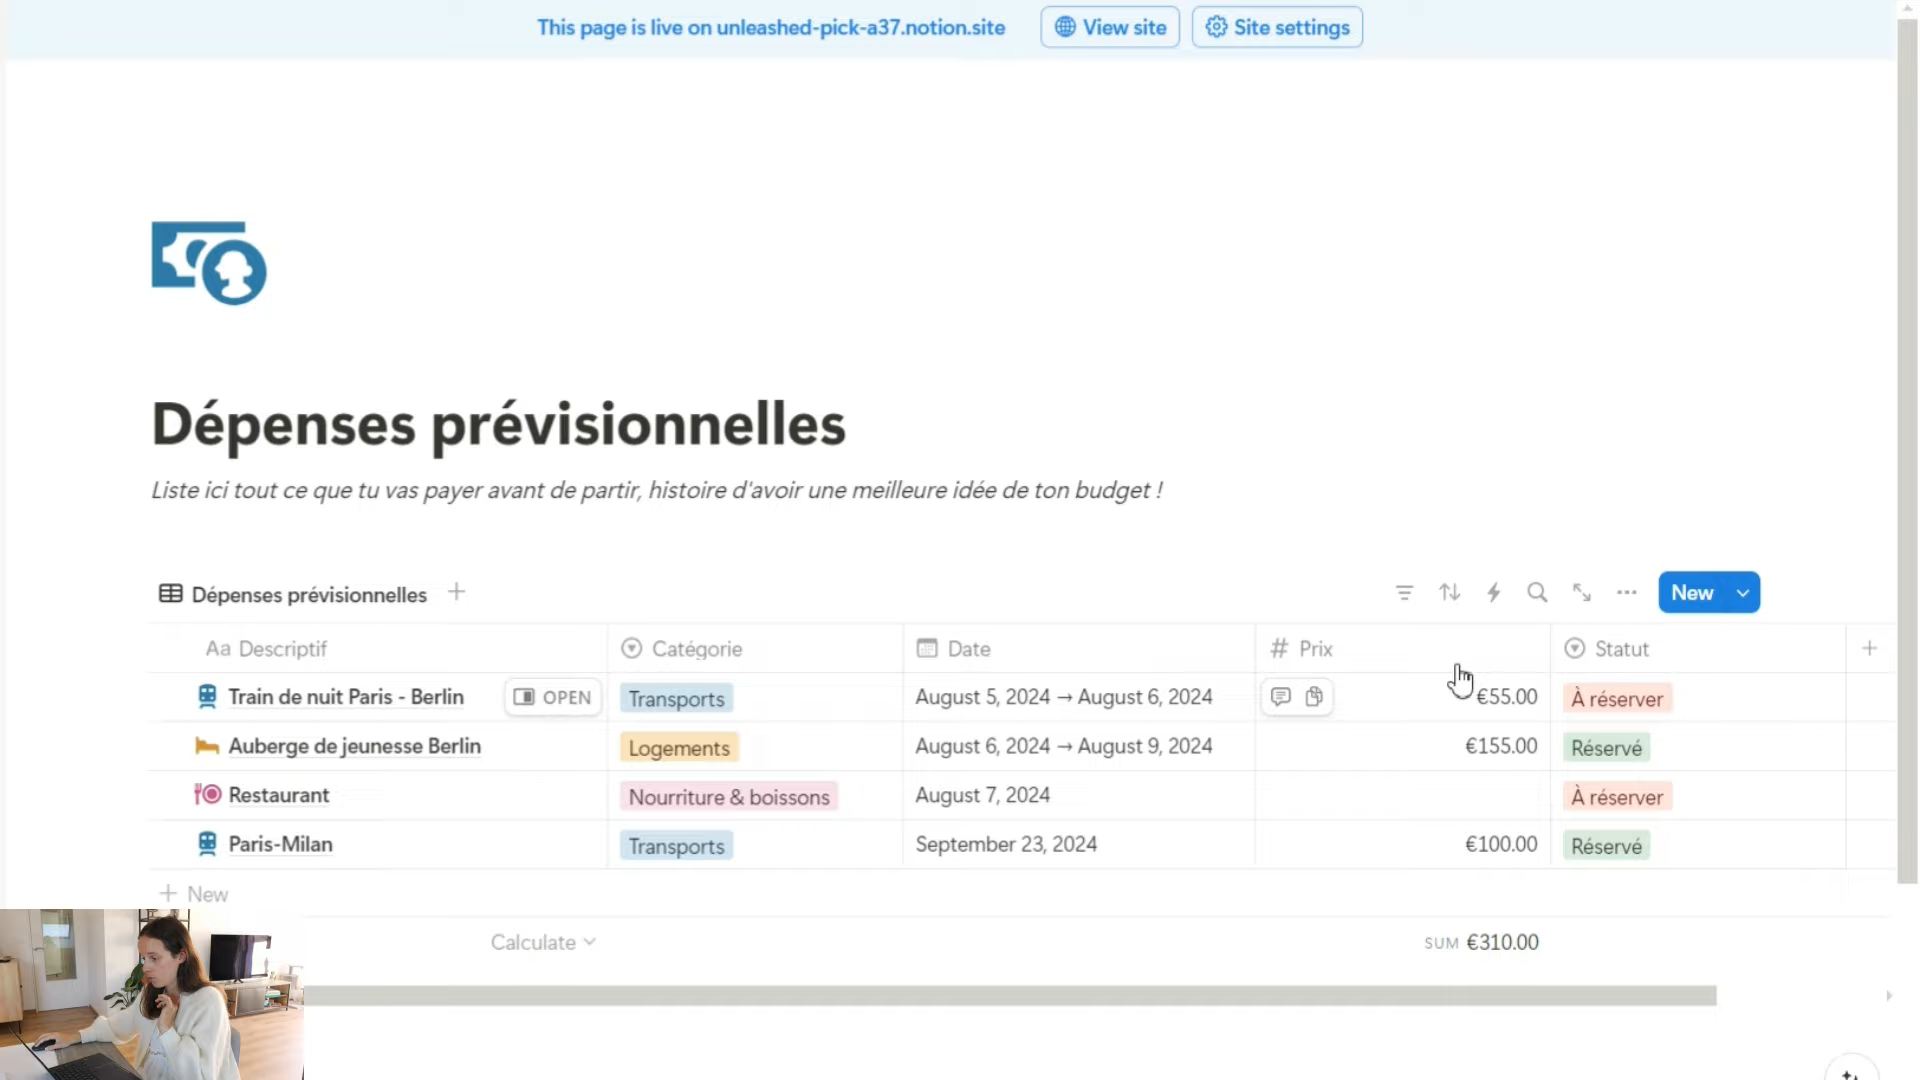 This page is live on unleashed-pick-a37.notion.site View site Site settings
Dépenses prévisionnelles
Liste ici tout ce que tu vas payer avant de partir, histoire d'avoir une meilleure idée de ton budget !
Dépenses prévisionnelles New
Aa Descriptif Catégorie Date # Prix Statut
Train de nuit Paris - Berlin OPEN Transports August 5, 2024 → August 6, 2024 €55.00 À réserver
Auberge de jeunesse Berlin Logements August 6, 2024 → August 9, 2024 €155.00 Réservé
Restaurant Nourriture & boissons August 7, 2024 À réserver
Paris-Milan Transports September 23, 2024 €100.00 Réservé
+ New
Calculate SUM €310.00